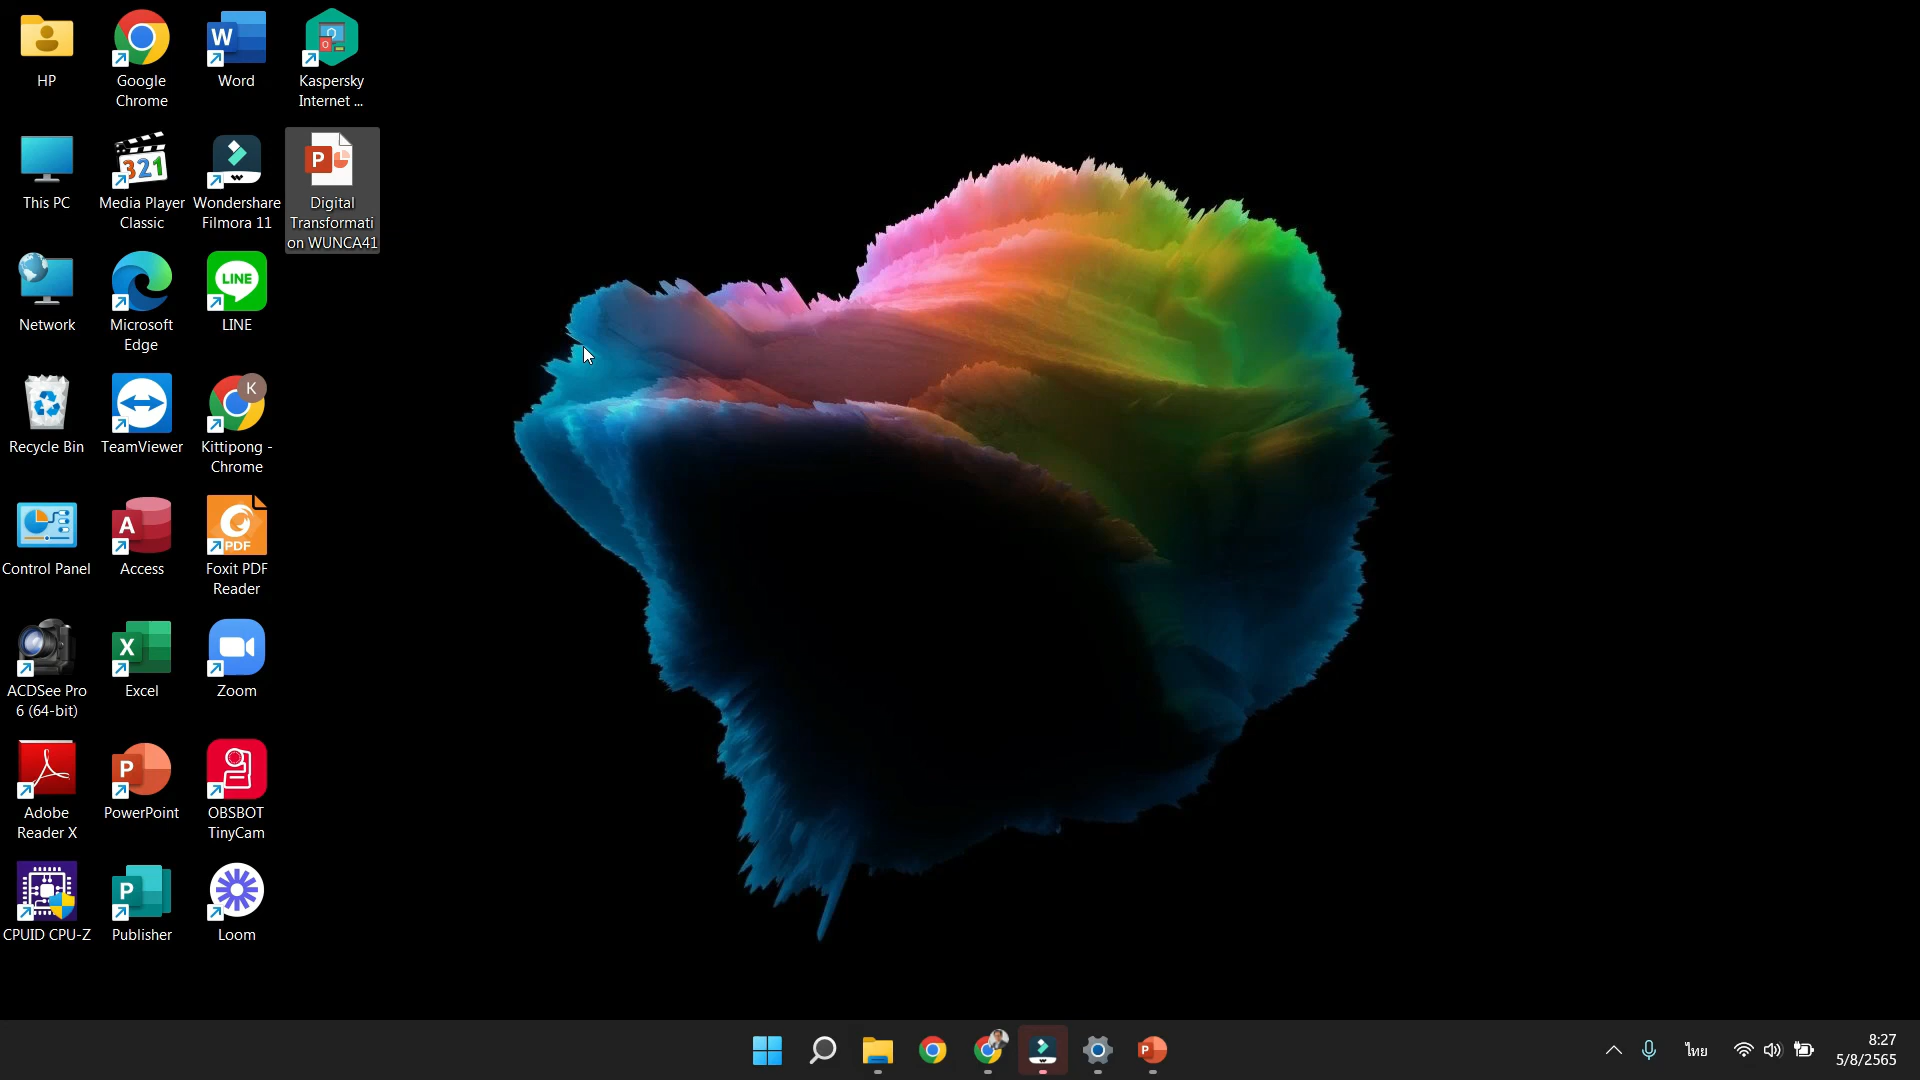 HP
Google
Chrome
Word
Kaspersky
Internet ...
This PC
Media Player
Classic
Wondershare
Filmora 11
Digital
Transformati
on WUNCA41
Network
Microsoft
Edge
LINE
LINE
Recycle Bin
TeamViewer
K
Kittipong -
Chrome
Control Panel
Access
PDF
Foxit PDF
Reader
ACDSee Pro
6 (64-bit)
Excel
Zoom
Adobe
Reader X
PowerPoint
OBSBOT
TinyCam
CPUID CPU-Z
Publisher
Loom
ไทย
8:27
5/8/2565
W
321
P
A
X
P
P
P